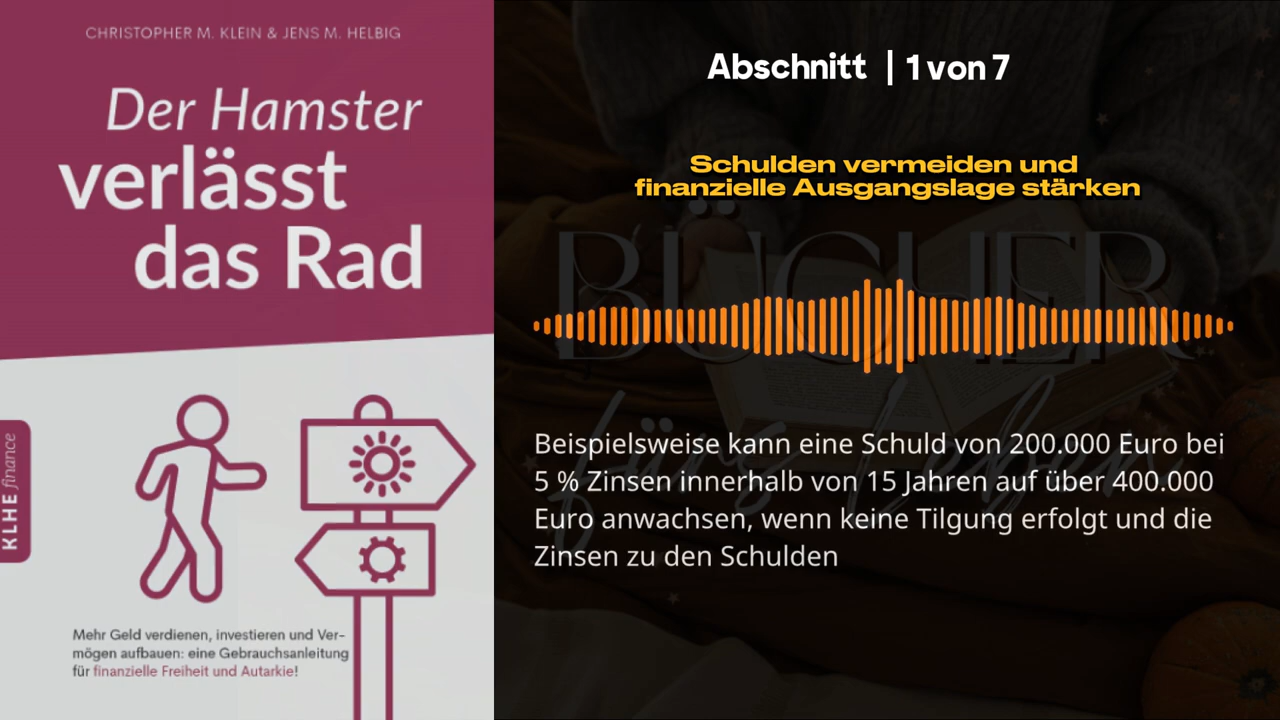 CHRISTOPHER M. KLEIN & JENS M. HELBIG
Der Hamster
verlässt
das Rad
KLHE finance
Mehr Geld verdienen, investieren und Ver-
mögen aufbauen: eine Gebrauchsanleitung
für finanzielle Freiheit und Autarkie!
Abschnitt | 1 von 7
Schulden vermeiden und
finanzielle Ausgangslage stärken
BÜCHER
fürs Leben
Beispielsweise kann eine Schuld von 200.000 Euro bei
5 % Zinsen innerhalb von 15 Jahren auf über 400.000
Euro anwachsen, wenn keine Tilgung erfolgt und die
Zinsen zu den Schulden